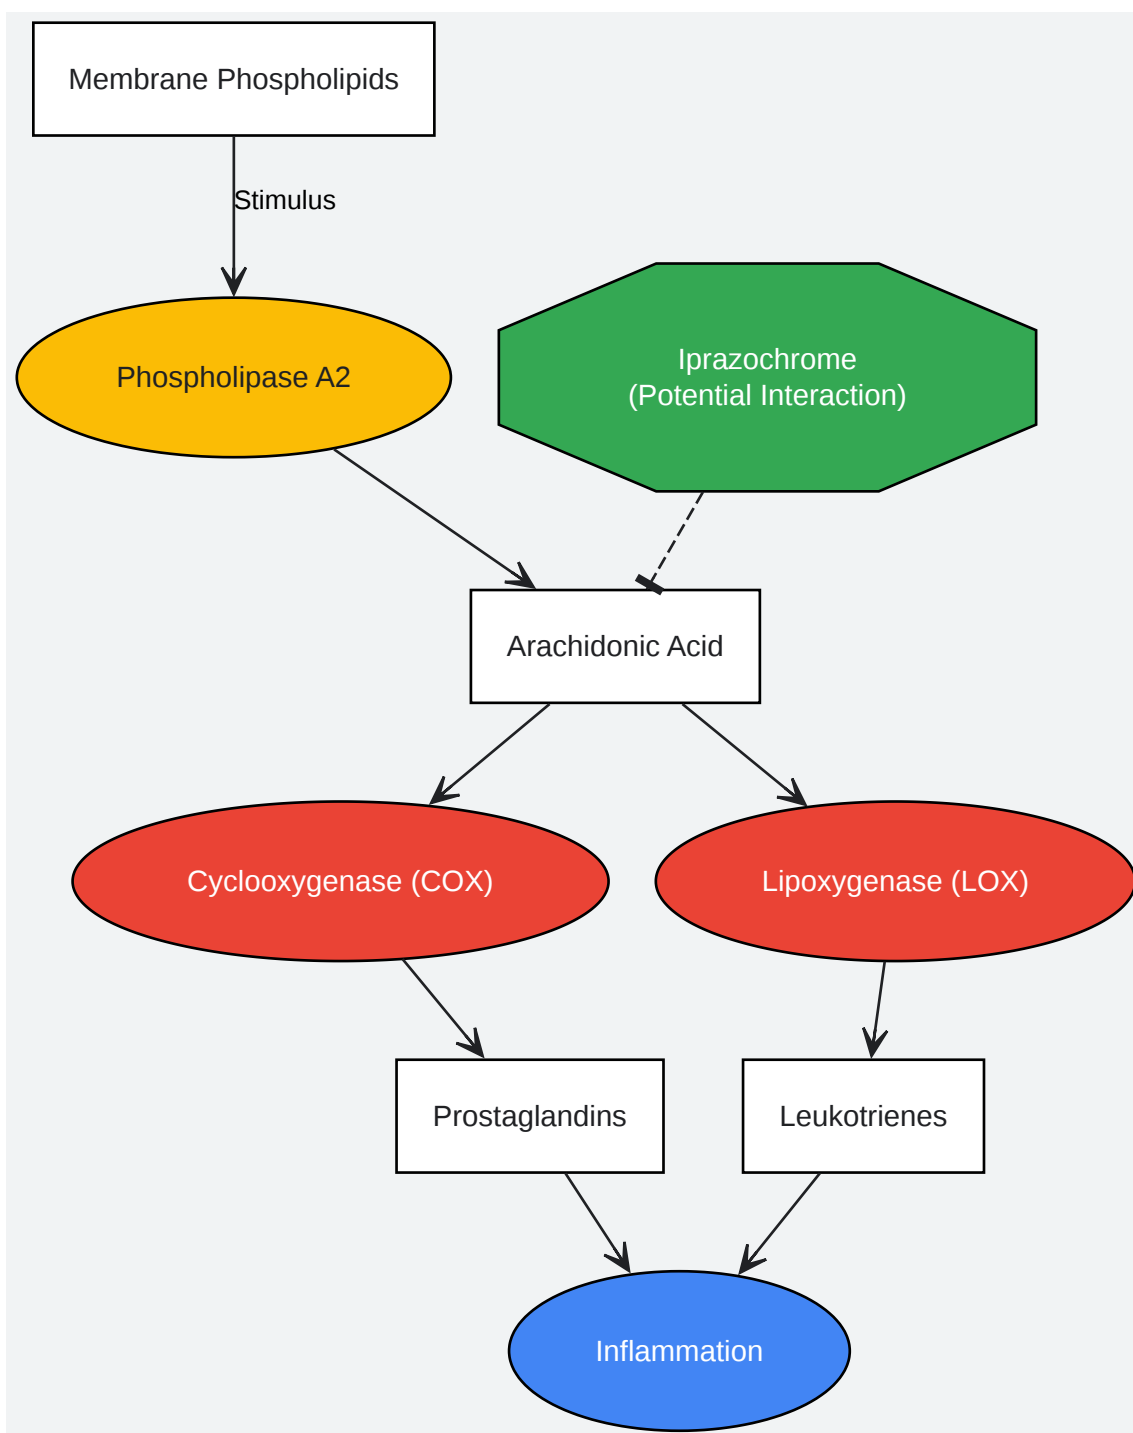 Membrane Phospholipids
Stimulus
Phospholipase A2
Iprazochrome
(Potential Interaction)
Arachidonic Acid
Cyclooxygenase (COX)
Lipoxygenase (LOX)
Prostaglandins
Leukotrienes
Inflammation